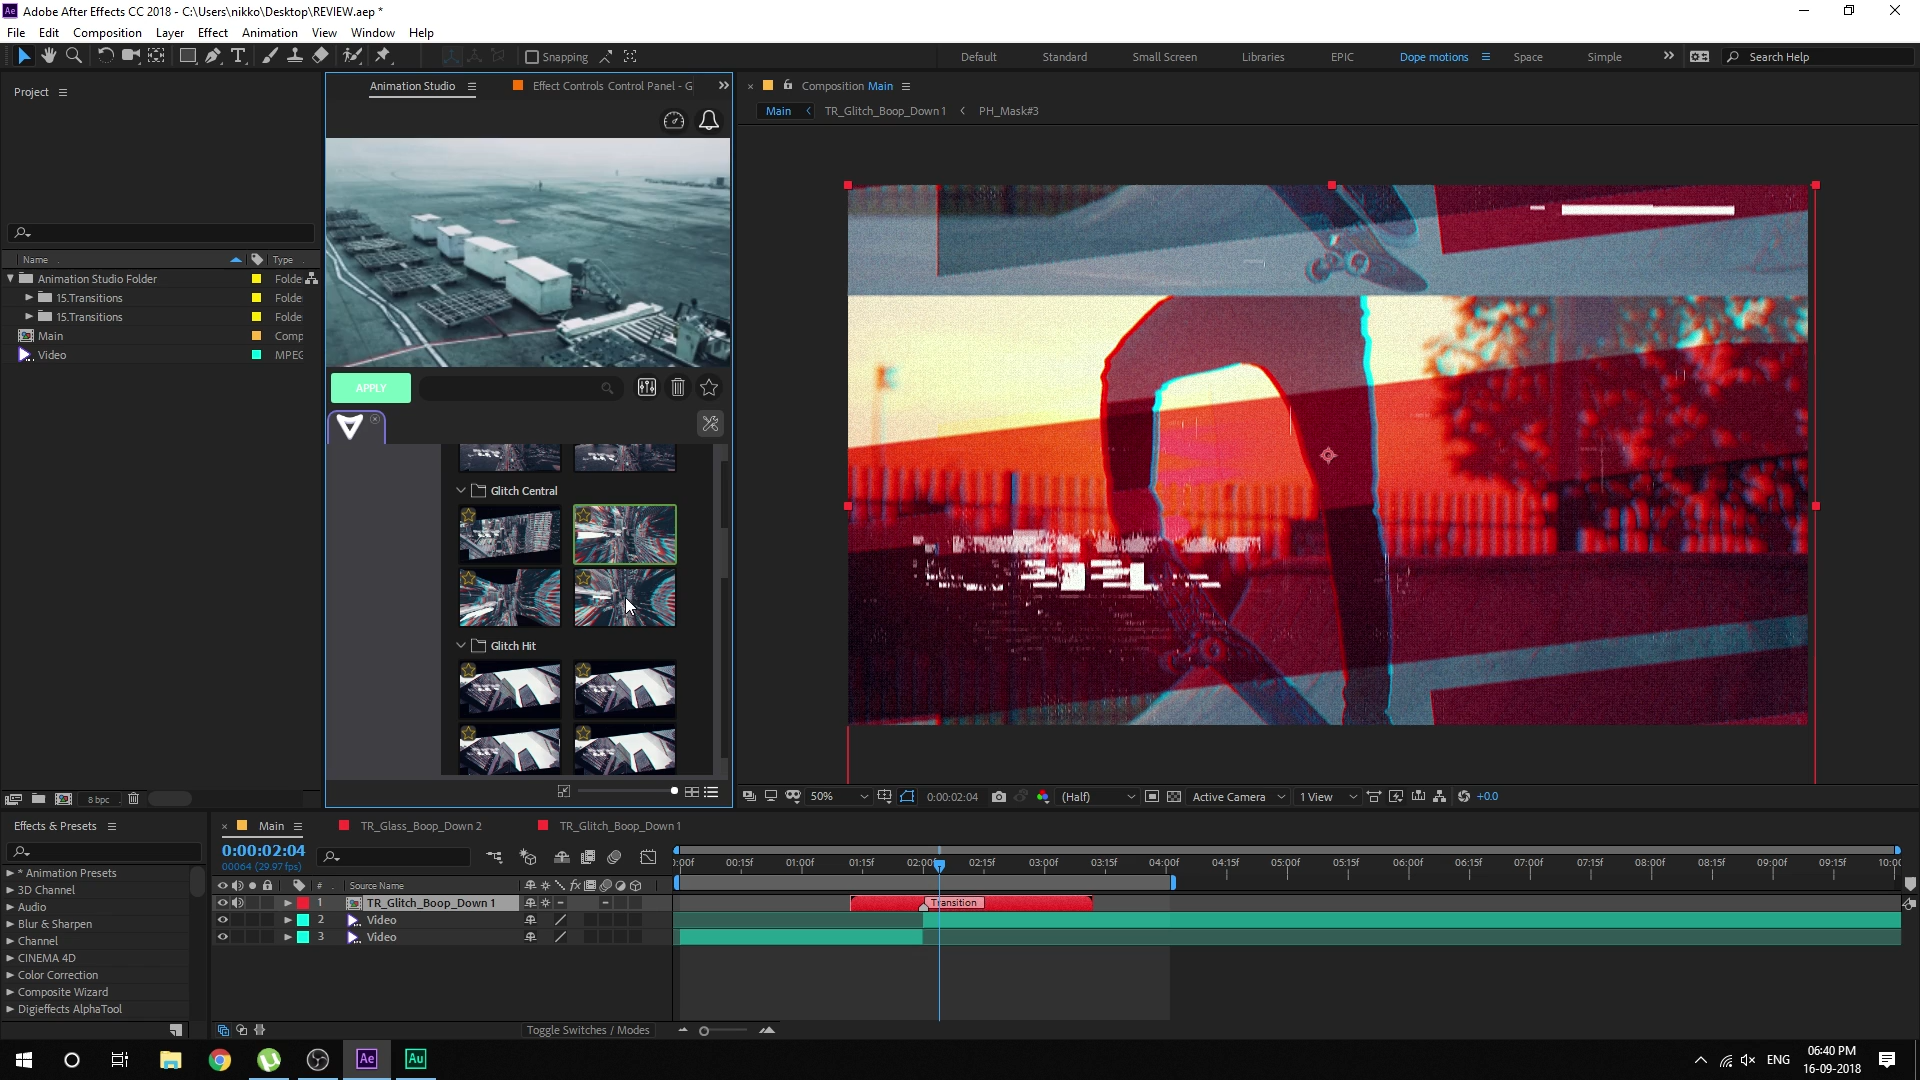 Ae Adobe After Effects CC 2018 - C:\Users\nikko\Desktop\REVIEW.aep *
File Edit Composition Layer Effect Animation View Window Help
Snapping Default Standard Small Screen Libraries EPIC Dope motions Space Simple Search Help
Project Animation Studio Effect Controls Control Panel - G Composition Main
Main TR_Glitch_Boop_Down 1 PH_Mask#3
Name Type
Animation Studio Folder Folde
15.Transitions Folde
15.Transitions Folde
Main Comp
Video MPEG
APPLY
Glitch Central
Glitch Hit
8 bpc
50% 0:00:02:04 (Half) Active Camera 1 View +0.0
Effects & Presets
* Animation Presets
3D Channel
Audio
Blur & Sharpen
Channel
CINEMA 4D
Color Correction
Composite Wizard
Digieffects AlphaTool
Main TR_Glass_Boop_Down 2 TR_Glitch_Boop_Down 1
0:00:02:04
00064 (29.97 fps)
):00f 00:15f 01:00f 01:15f 02:00f 02:15f 03:00f 03:15f 04:00f 04:15f 05:00f 05:15f 06:00f 06:15f 07:00f 07:15f 08:00f 08:15f 09:00f 09:15f 10:0
# Source Name fx
1 TR_Glitch_Boop_Down 1 Transition
2 Video
3 Video
Toggle Switches / Modes
Ae Au ENG 06:40 PM
16-09-2018